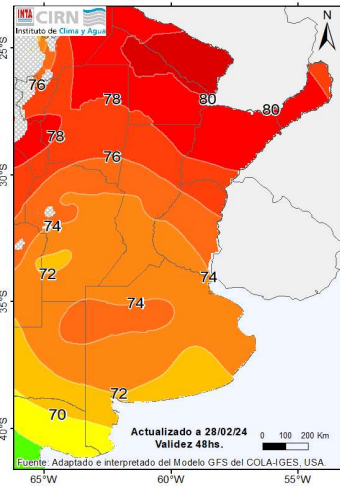 INTA CIRN
Instituto de Clima y Agua
N
25°S
76
78
80
80
78
76
30°S
74
72
74
35°S
74
72
70
40°S
Actualizado a 28/02/24
Validez 48hs.
0 100 200 Km
Fuente: Adaptado e interpretado del Modelo GFS del COLA-IGES, USA.
65°W 60°W 55°W